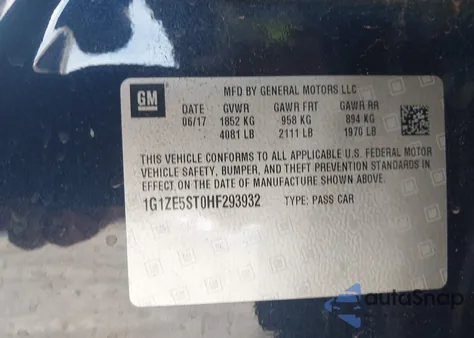 GM
MFD BY GENERAL MOTORS LLC
DATE GVWR GAWR FRT GAWR RR
06/17 1852 KG 958 KG 894 KG
4081 LB 2111 LB 1970 LB
THIS VEHICLE CONFORMS TO ALL APPLICABLE U.S. FEDERAL MOTOR
VEHICLE SAFETY, BUMPER, AND THEFT PREVENTION STANDARDS IN
EFFECT ON THE DATE OF MANUFACTURE SHOWN ABOVE.
1G1ZE5ST0HF293932 TYPE: PASS CAR
autoSnap